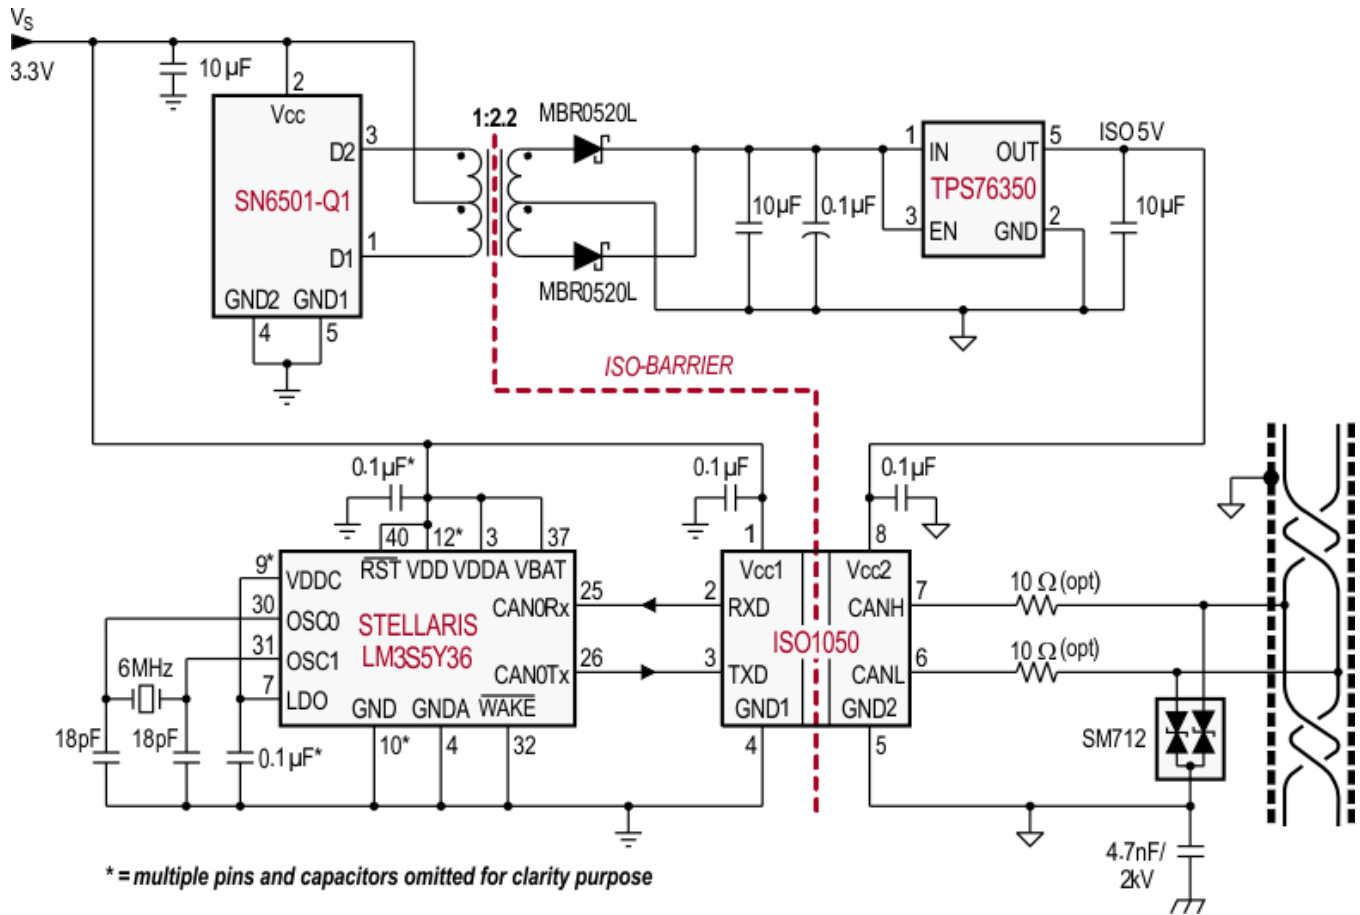 VS
3.3V
10µF
2
Vcc
D2
3
SN6501-Q1
D1
1
GND2 GND1
4
5
1:2.2
MBR0520L
MBR0520L
10µF
0.1µF
1
IN
OUT
5
TPS76350
3
EN
GND
2
ISO 5V
10µF
ISO-BARRIER
0.1µF*
0.1µF
0.1µF
40
12*
3
37
1
8
9*
VDDC
RST VDD VDDA VBAT
30
OSC0
STELLARIS
LM3S5Y36
CAN0Rx
25
31
OSC1
6MHz
CAN0Tx
26
7
LDO
GND GNDA WAKE
18pF
18pF
0.1µF*
10*
4
32
Vcc1
Vcc2
2
RXD
CANH
7
ISO1050
3
TXD
CANL
6
GND1
GND2
4
5
10 Ω (opt)
10 Ω (opt)
SM712
4.7nF/
2kV
* = multiple pins and capacitors omitted for clarity purpose